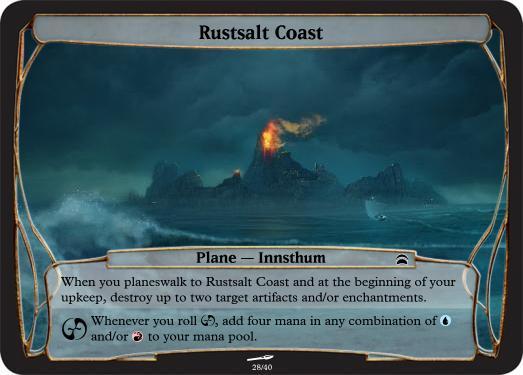 Rustsalt Coast
Plane — Innsthum
When you planeswalk to Rustsalt Coast and at the beginning of your
upkeep, destroy up to two target artifacts and/or enchantments.
Whenever you roll , add four mana in any combination of
and/or to your mana pool.
28/40